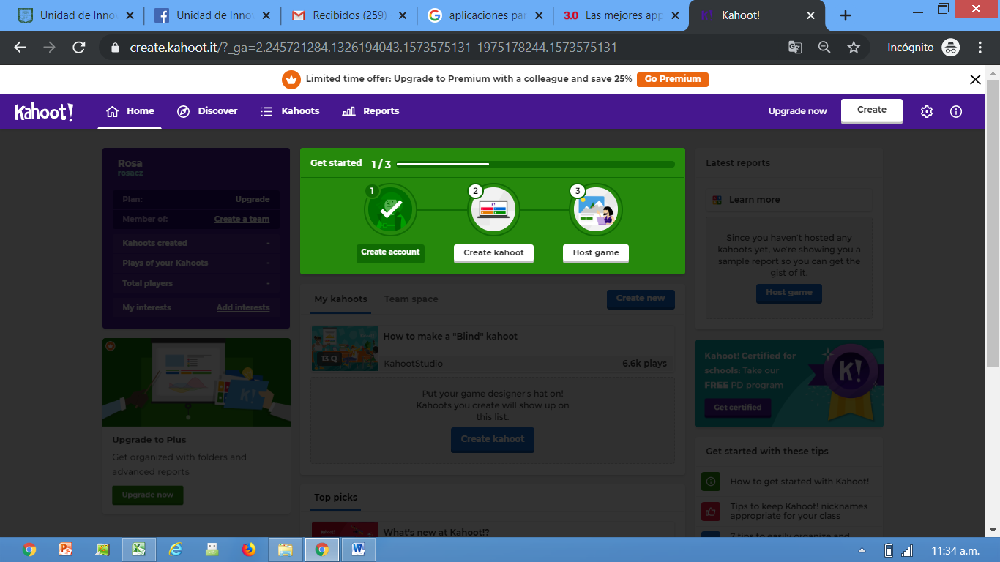 Unidad de Inno
Unidad de Inno
Recibidos (259)
aplicaciones pa
3.0 Las mejores app
Kahoot!
create.kahoot.it/?_ga=2.245721284.1326194043.1573575131-1975178244.1573575131
Incógnito
Limited time offer: Upgrade to Premium with a colleague and save 25% Go Premium
Kahoot!
Home
Discover
Kahoots
Reports
Upgrade now
Create
Rosa
rosacz
Plan: Upgrade
Member of: Create a team
Kahoots created -
Plays of your Kahoots -
Total players -
My interests Add interests
Upgrade to Plus
Get organized with folders and
advanced reports
Upgrade now
Get started 1 / 3
1
2
3
Create account
Create kahoot
Host game
My kahoots
Team space
Create new
13 Q
How to make a "Blind" kahoot
KahootStudio 6.6k plays
Put your game designer's hat on!
Kahoots you create will show up on
this list.
Create kahoot
Top picks
What's new at Kahoot!?
Latest reports
Learn more
Since you haven't hosted any
kahoots yet, we're showing you a
sample report so you can get the
gist of it.
Host game
Kahoot! Certified for
schools: Take our
FREE PD program
Get certified
K!
Get started with these tips
How to get started with Kahoot!
Tips to keep Kahoot! nicknames
appropriate for your class
7 tips to easily organize and
11:34 a.m.